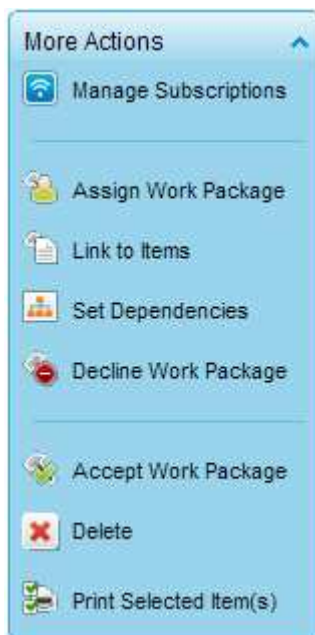 More Actions
Manage Subscriptions
Assign Work Package
Link to Items
Set Dependencies
Decline Work Package
Accept Work Package
Delete
Print Selected Item(s)